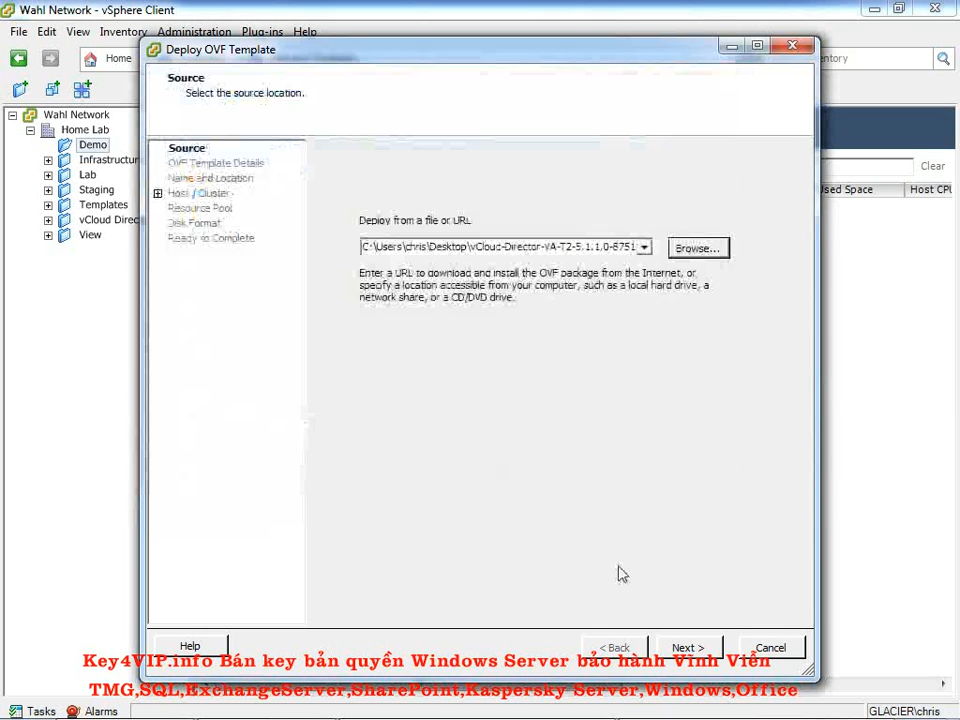 Wahl Network - vSphere Client
File Edit View Inventory Administration Plug-ins Help
Home
Clear
Used Space Host CPU
Wahl Network
Home Lab
Demo
Infrastructur
Lab
Staging
Templates
vCloud Direc
View
Deploy OVF Template
Source
Select the source location.
Source
OVF Template Details
Name and Location
Host / Cluster
Resource Pool
Disk Format
Ready to Complete
Deploy from a file or URL
C:\Users\chris\Desktop\vCloud-Director-VA-T2-5.1.1.0-6751
Browse...
Enter a URL to download and install the OVF package from the Internet, or
specify a location accessible from your computer, such as a local hard drive, a
network share, or a CD/DVD drive.
Help < Back Next > Cancel
Key4VIP.info Bán key bản quyền Windows Server bảo hành Vĩnh Viễn
TMG,SQL,ExchangeServer,SharePoint,Kaspersky Server,Windows,Office
Tasks Alarms GLACIER\chris